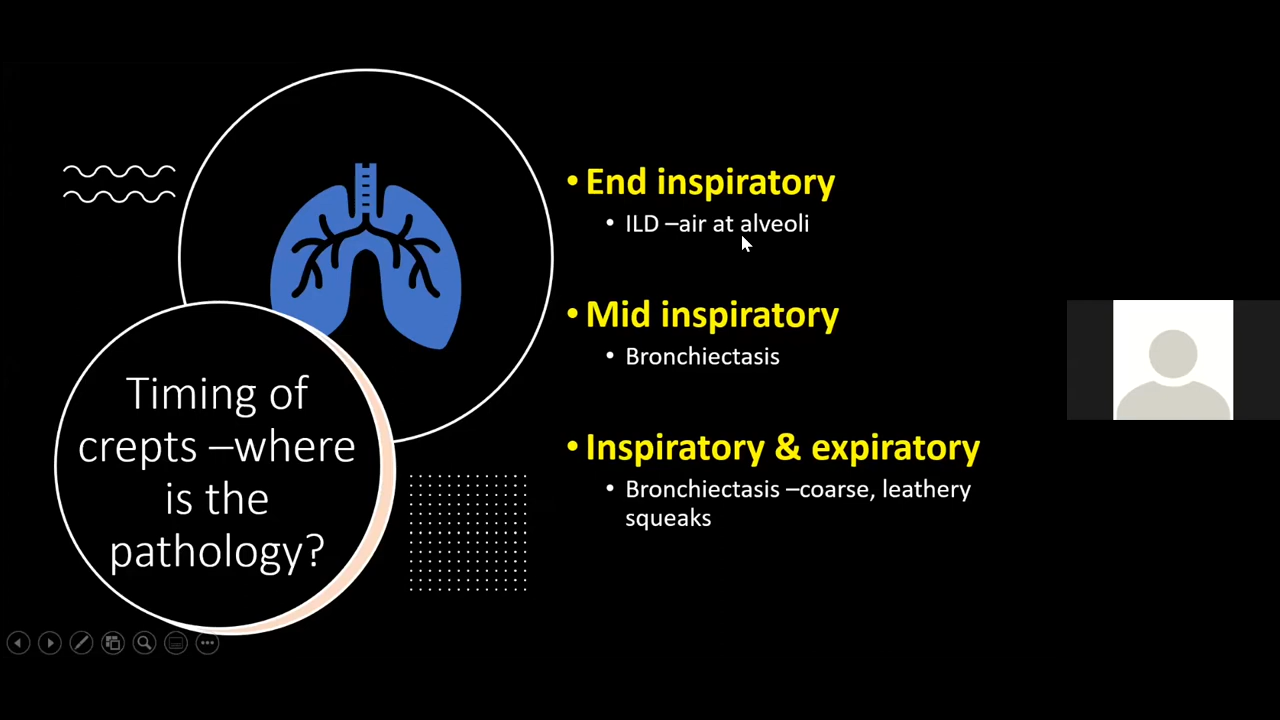 Timing of
crepts –where
is the
pathology?
• End inspiratory
• ILD –air at alveoli
• Mid inspiratory
• Bronchiectasis
• Inspiratory & expiratory
• Bronchiectasis –coarse, leathery
squeaks